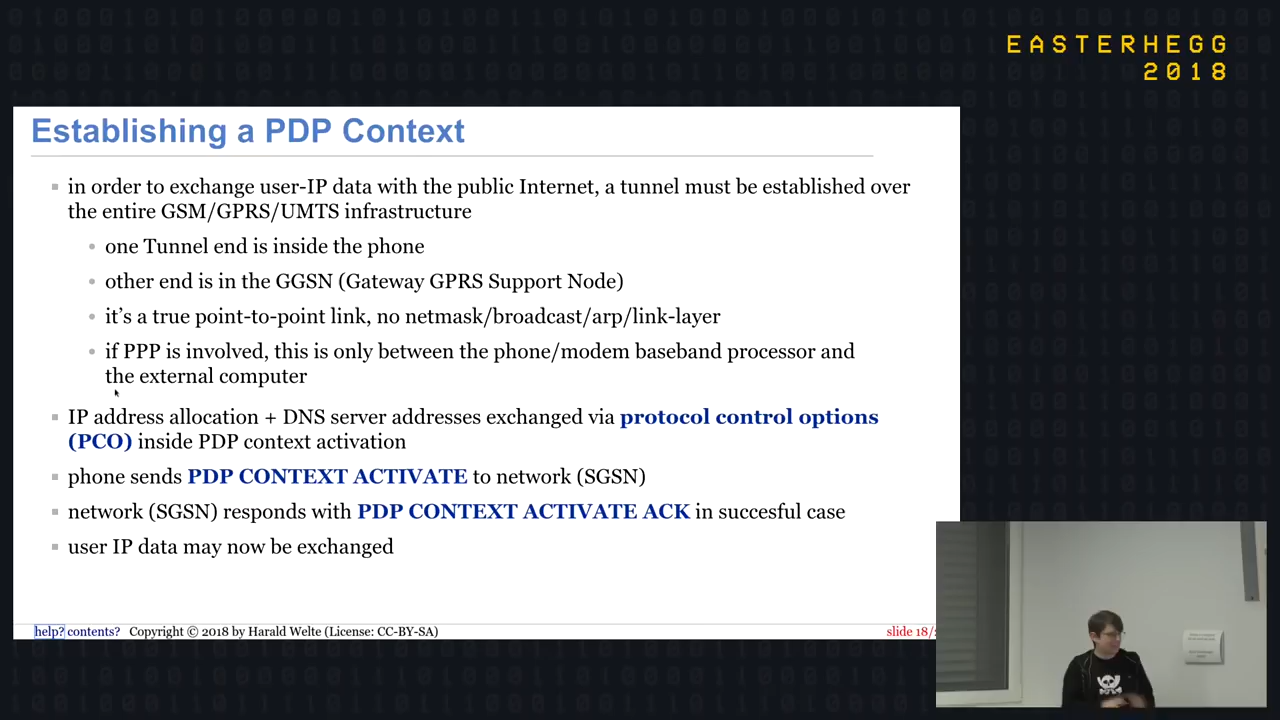 EASTERHEGG
2018
Establishing a PDP Context
in order to exchange user-IP data with the public Internet, a tunnel must be established over
the entire GSM/GPRS/UMTS infrastructure
one Tunnel end is inside the phone
other end is in the GGSN (Gateway GPRS Support Node)
it's a true point-to-point link, no netmask/broadcast/arp/link-layer
if PPP is involved, this is only between the phone/modem baseband processor and
the external computer
IP address allocation + DNS server addresses exchanged via protocol control options
(PCO) inside PDP context activation
phone sends PDP CONTEXT ACTIVATE to network (SGSN)
network (SGSN) responds with PDP CONTEXT ACTIVATE ACK in succesful case
user IP data may now be exchanged
help? contents? Copyright © 2018 by Harald Welte (License: CC-BY-SA)
slide 18/